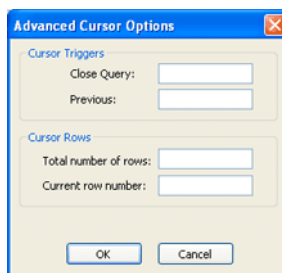 Advanced Cursor Options
Cursor Triggers
Close Query:
Previous:
Cursor Rows
Total number of rows:
Current row number:
OK
Cancel